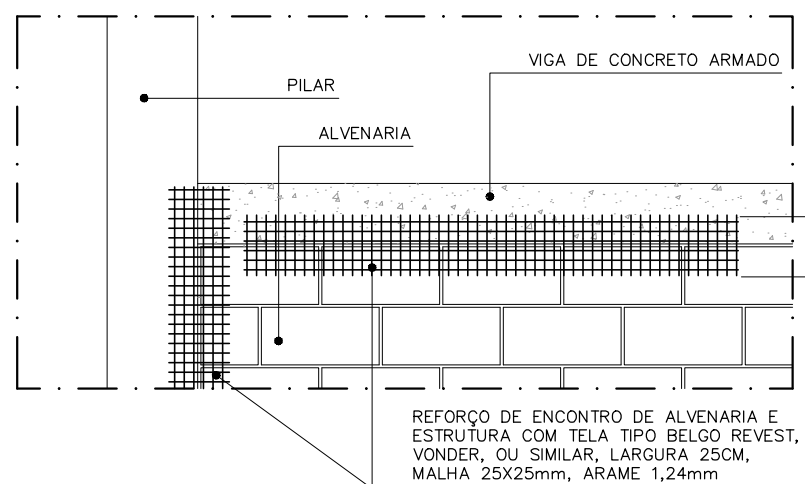 VIGA DE CONCRETO ARMADO
PILAR
ALVENARIA
REFORÇO DE ENCONTRO DE ALVENARIA E
ESTRUTURA COM TELA TIPO BELGO REVEST,
VONDER, OU SIMILAR, LARGURA 25CM,
MALHA 25X25mm, ARAME 1,24mm